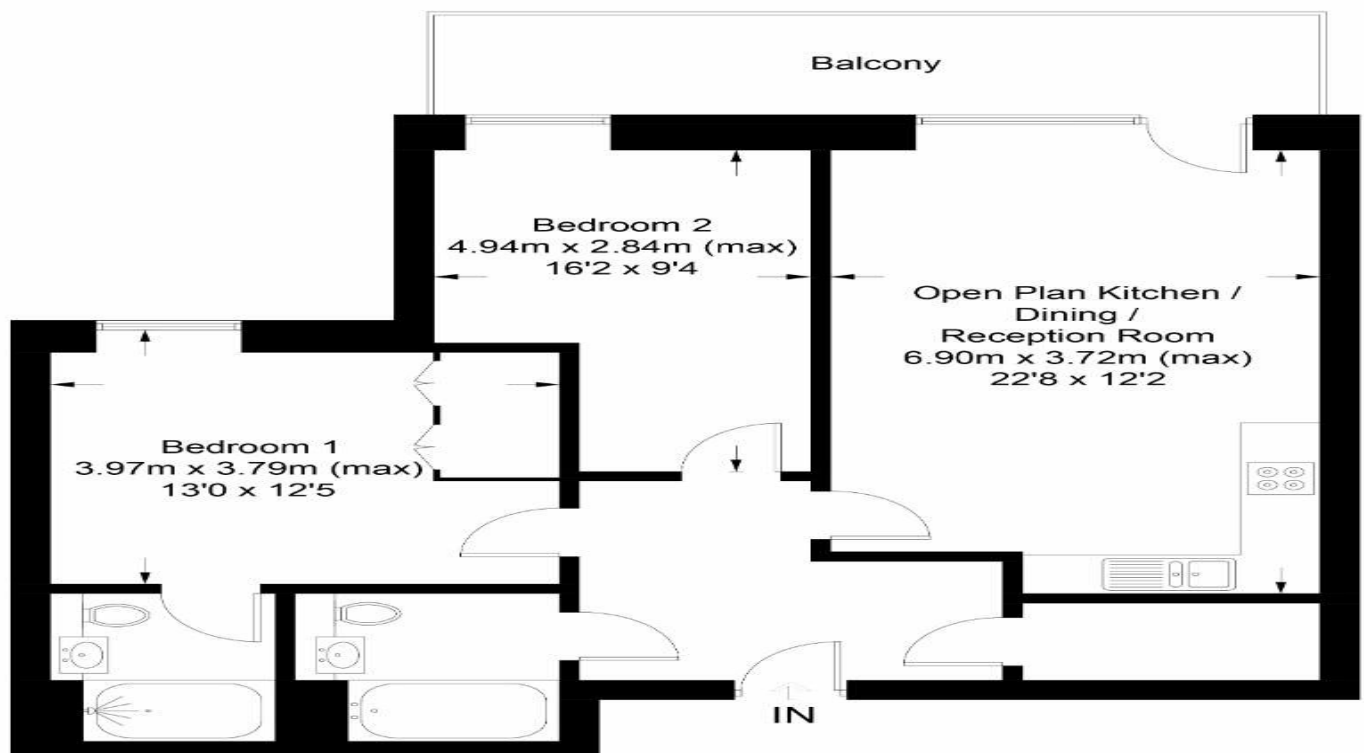 Balcony
Bedroom 2
4.94m x 2.84m (max)
16'2 x 9'4
Open Plan Kitchen /
Dining /
Reception Room
6.90m x 3.72m (max)
22'8 x 12'2
Bedroom 1
3.97m x 3.79m (max)
13'0 x 12'5
IN